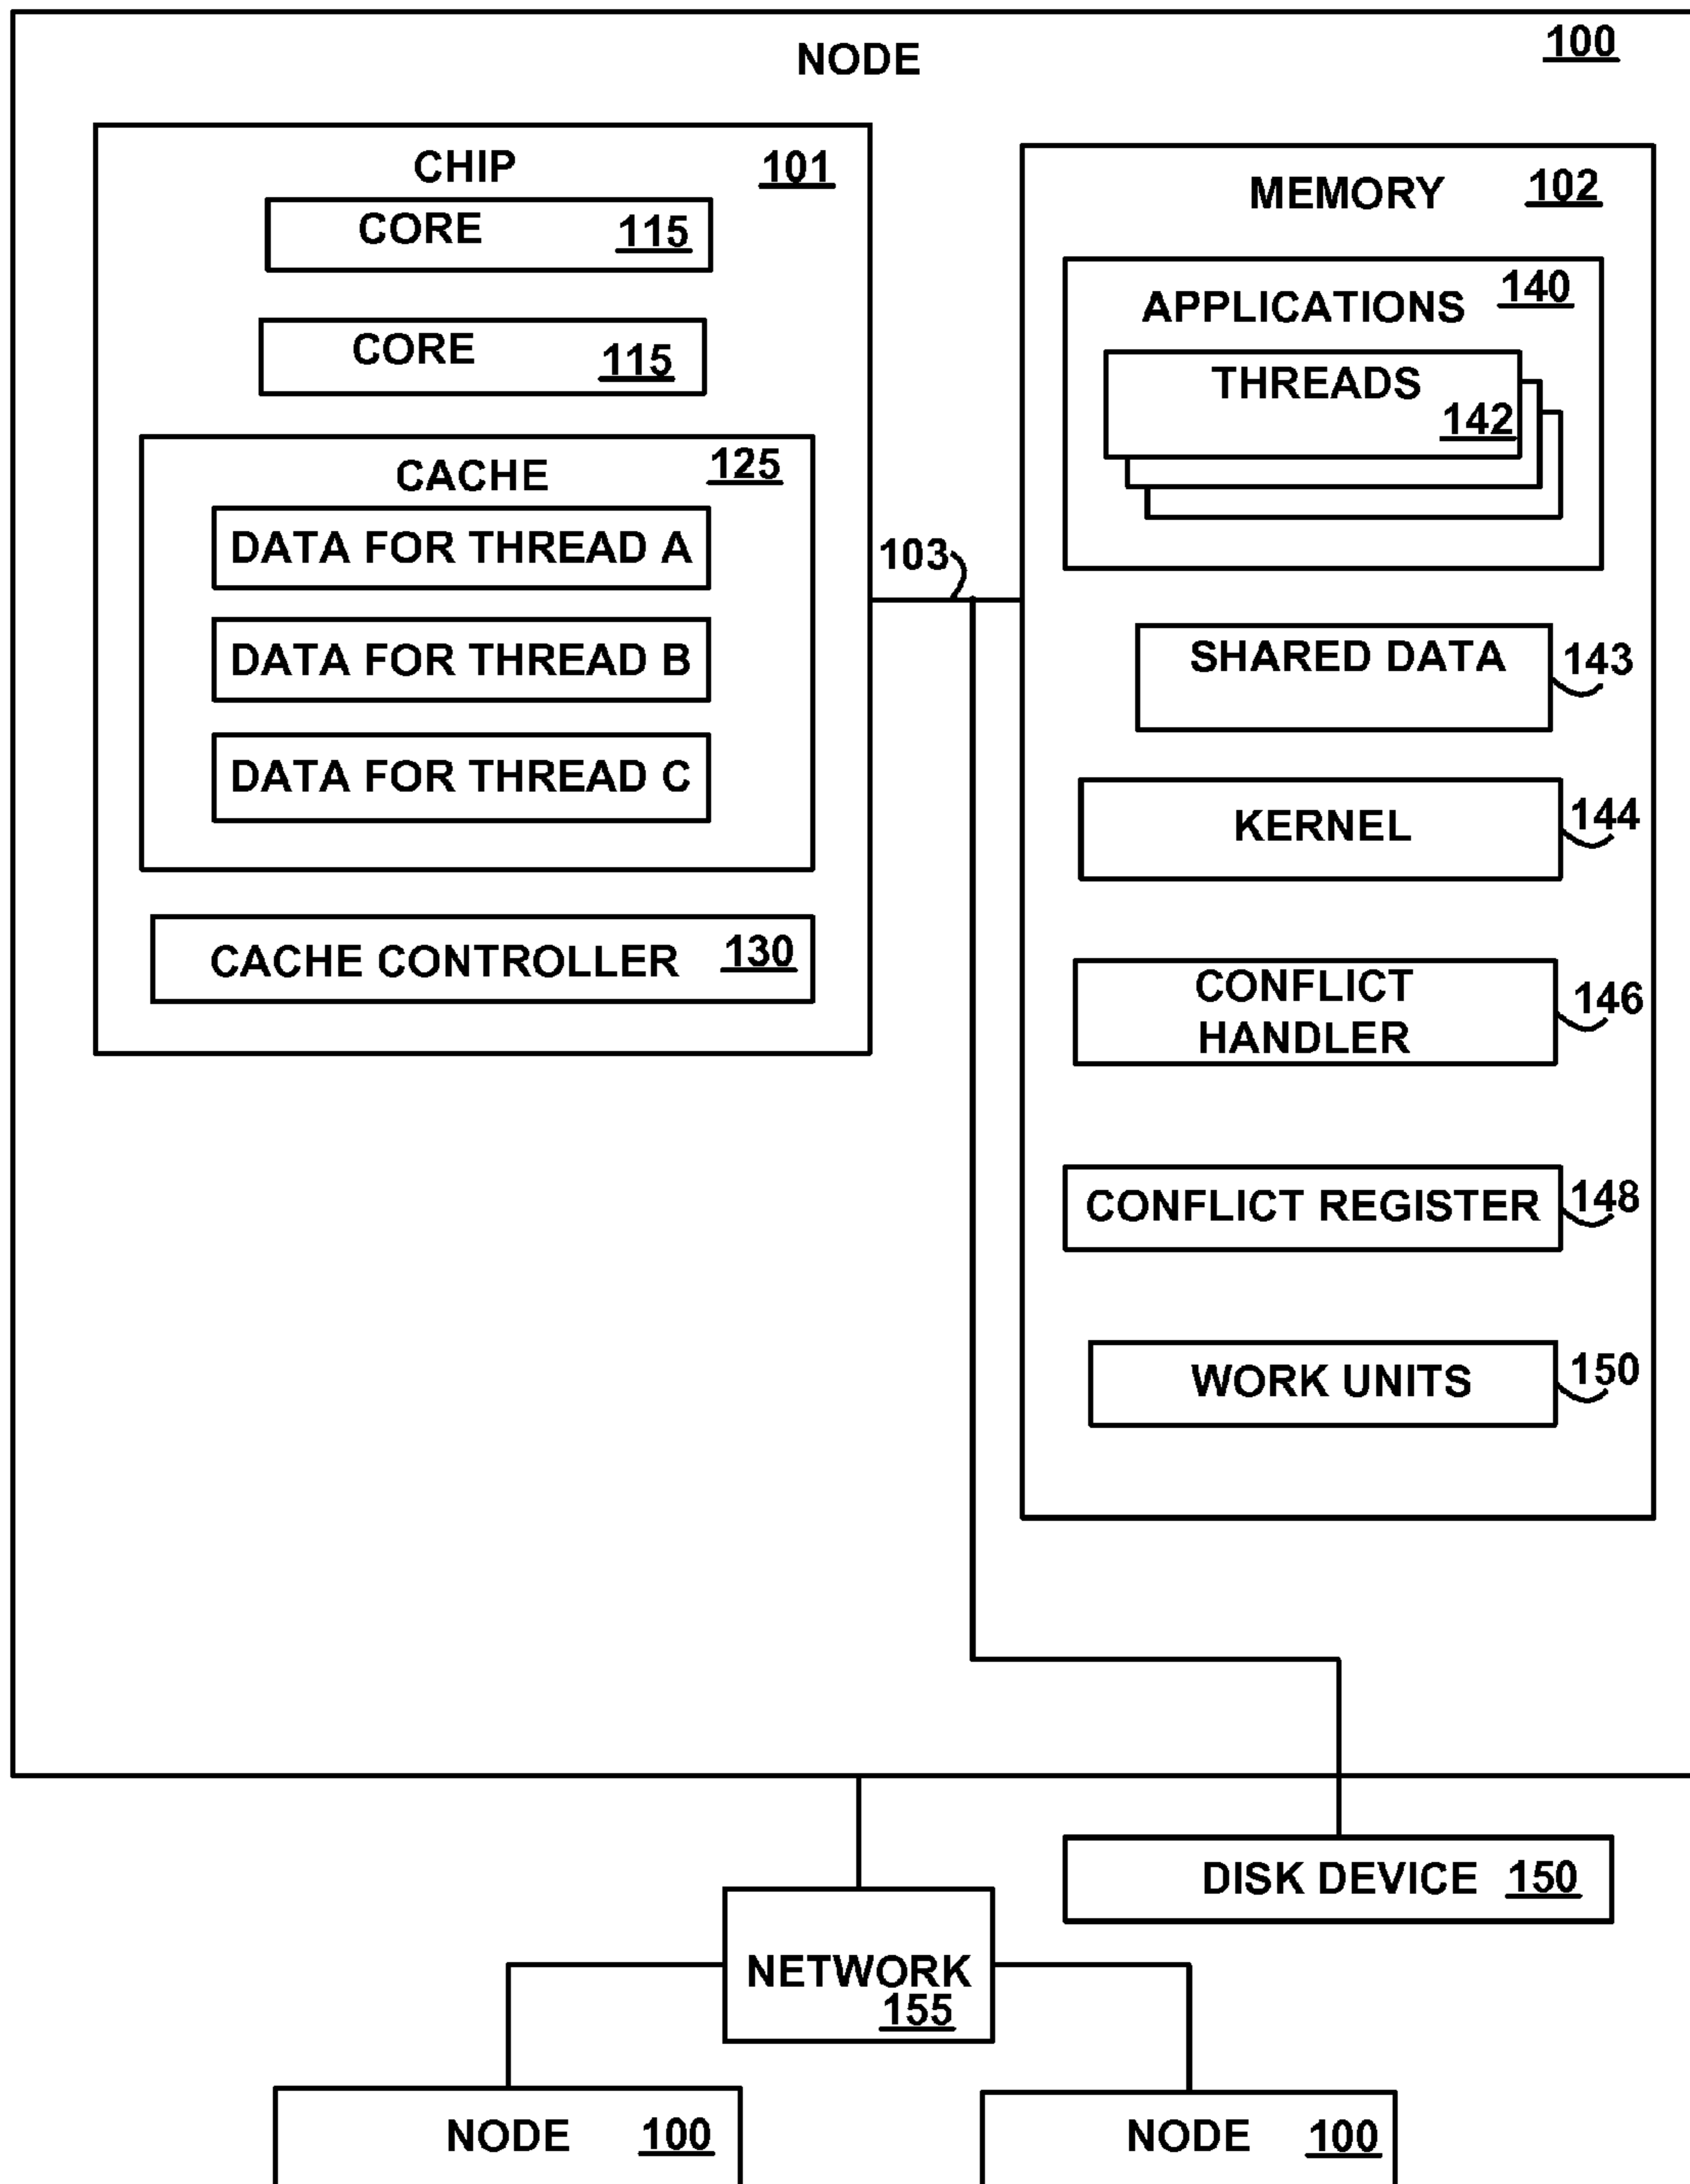 NODE 100
CHIP 101
CORE 115
CORE 115
CACHE 125
DATA FOR THREAD A
DATA FOR THREAD B
DATA FOR THREAD C
CACHE CONTROLLER 130
103
MEMORY 102
APPLICATIONS 140
THREADS
142
SHARED DATA 143
KERNEL 144
CONFLICT
HANDLER
146
CONFLICT REGISTER 148
WORK UNITS 150
DISK DEVICE 150
NETWORK
155
NODE 100
NODE 100